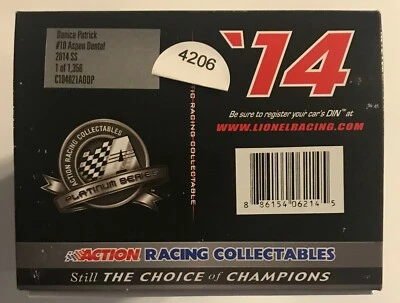 Danica Patrick
#10 Aspen Dental
2014 SS
1 of 1,356
C104821ADDP
4206
'14
TIC RACING COLLECTABLE
Be sure to register your car's DIN™ at
WWW.LIONELRACING.COM
ACTION RACING COLLECTABLES
PLATINUM SERIES
8 86154 06214 5
ACTION RACING COLLECTABLES
Still THE CHOICE of CHAMPIONS